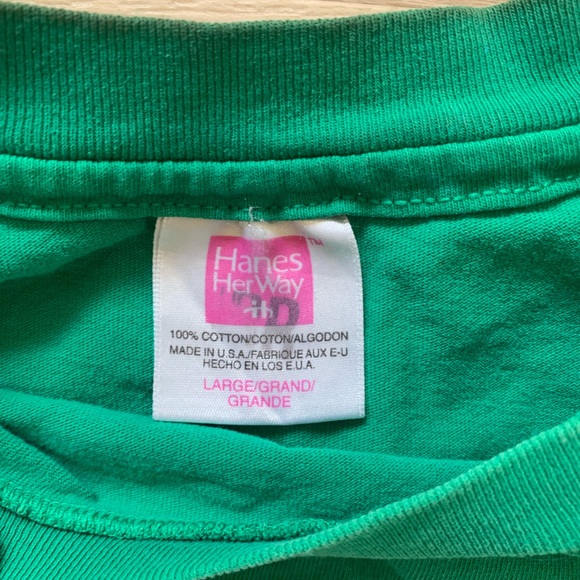 Hanes
Her Way
TM
100% COTTON/COTON/ALGODON
MADE IN U.S.A./FABRIQUE AUX E-U
HECHO EN LOS E.U.A.
LARGE/GRAND/
GRANDE